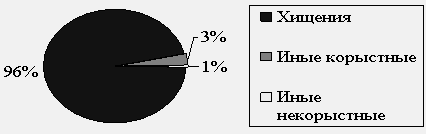 96%
3%
1%
Хищения
Иные корыстные
Иные
некорыстные